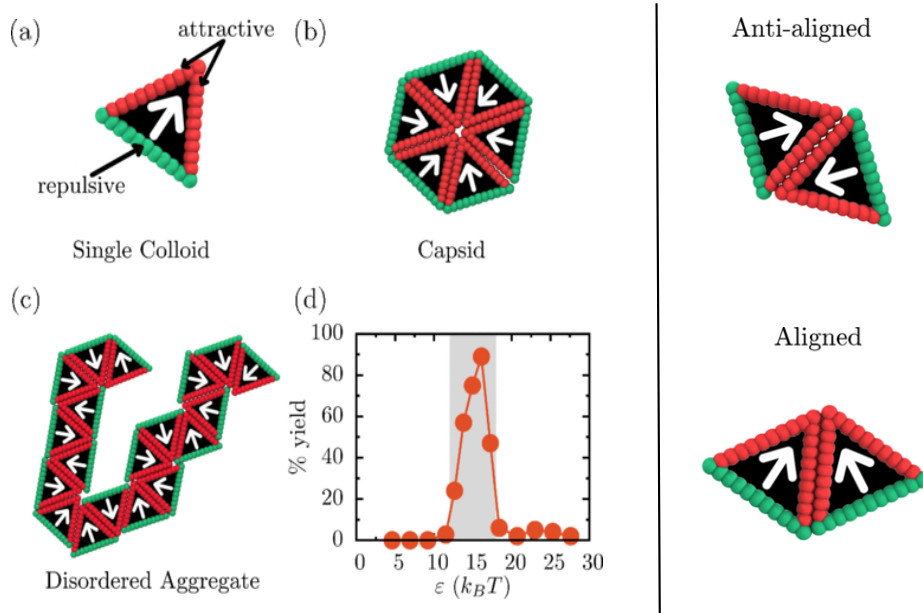 (a)
attractive
repulsive
Single Colloid
(b)
Capsid
(c)
Disordered Aggregate
(d)
100
80
60
40
20
0
% yield
0 5 10 15 20 25 30
ε (k_BT)
Anti-aligned
Aligned